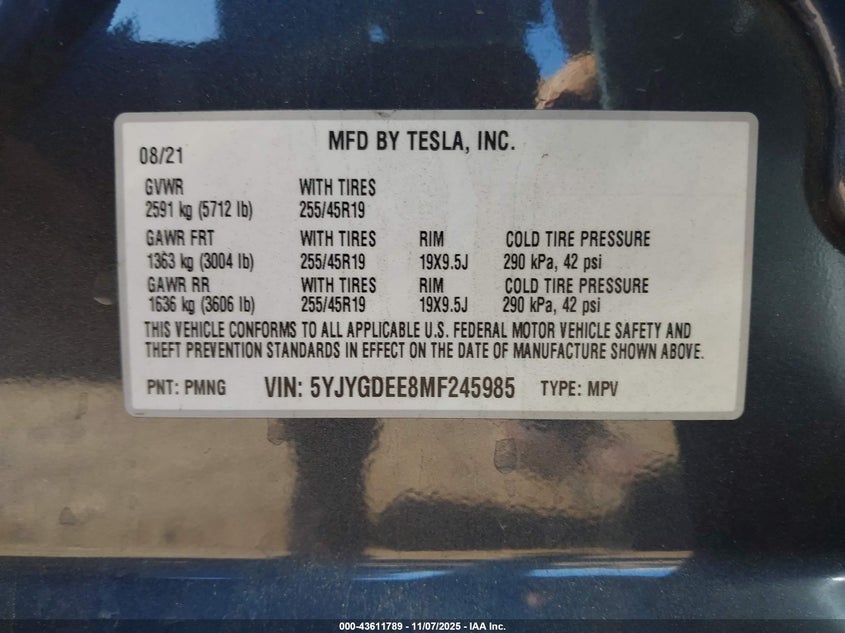 MFD BY TESLA, INC.
08/21
GVWR WITH TIRES
2591 kg (5712 lb) 255/45R19
GAWR FRT WITH TIRES RIM COLD TIRE PRESSURE
1363 kg (3004 lb) 255/45R19 19X9.5J 290 kPa, 42 psi
GAWR RR WITH TIRES RIM COLD TIRE PRESSURE
1636 kg (3606 lb) 255/45R19 19X9.5J 290 kPa, 42 psi
THIS VEHICLE CONFORMS TO ALL APPLICABLE U.S. FEDERAL MOTOR VEHICLE SAFETY AND
THEFT PREVENTION STANDARDS IN EFFECT ON THE DATE OF MANUFACTURE SHOWN ABOVE.
PNT: PMNG VIN: 5YJYGDEE8MF245985 TYPE: MPV
000-43611789 - 11/07/2025 - IAA Inc.